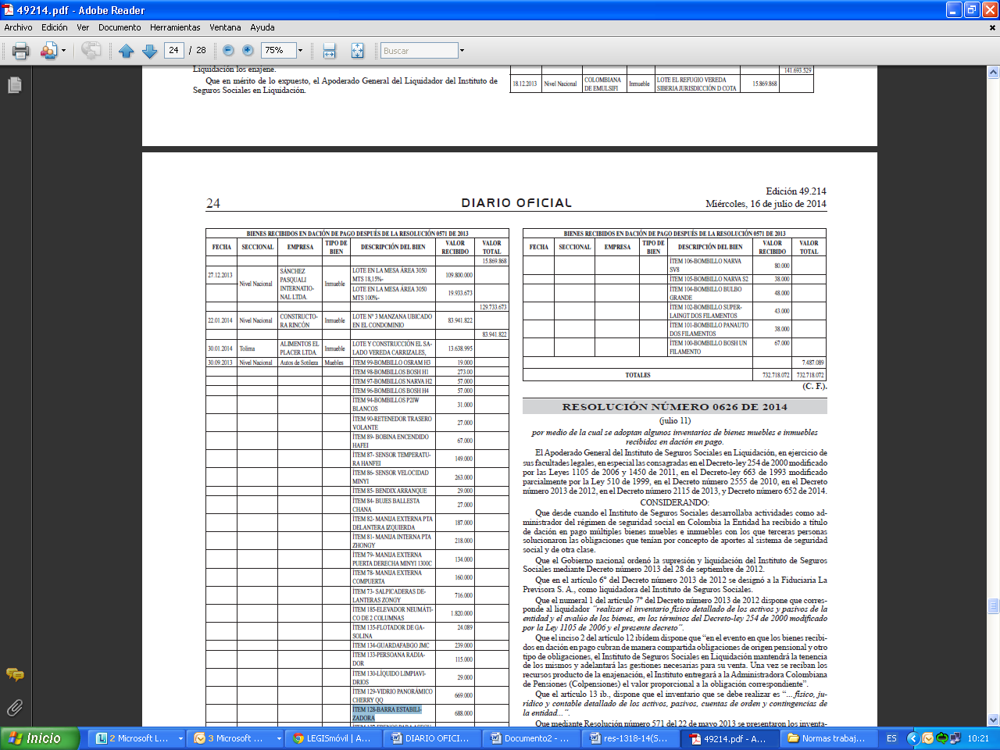 49214.pdf - Adobe Reader
Archivo Edición Ver Documento Herramientas Ventana Ayuda
24 / 28 75% Buscar
Liquidación los enajene.
Que en mérito de lo expuesto, el Apoderado General del Liquidador del Instituto de
Seguros Sociales en Liquidación.
141.693.529
18.12.2013 Nivel Nacional COLOMBIANA DE EMULSIFI Inmueble LOTE EL REFUGIO VEREDA SIBERIA JURISDICCIÓN D COTA 15.869.868
24 DIARIO OFICIAL
Edición 49.214
Miércoles, 16 de julio de 2014
BIENES RECIBIDOS EN DACIÓN DE PAGO DESPUÉS DE LA RESOLUCIÓN 0571 DE 2013
FECHA SECCIONAL EMPRESA TIPO DE BIEN DESCRIPCIÓN DEL BIEN VALOR RECIBIDO VALOR TOTAL
15.869.868
27.12.2013 Nivel Nacional SÁNCHEZ PASQUALI INTERNATIO-NAL LTDA. Inmueble LOTE EN LA MESA ÁREA 3050 MTS 18,15%- 109.800.000
LOTE EN LA MESA ÁREA 3050 MTS 100%- 19.933.673
129.733.673
22.01.2014 Nivel Nacional CONSTRUCTO-RA RINCÓN Inmueble LOTE Nº 3 MANZANA UBICADO EN EL CONDOMINIO 83.941.822
83.941.822
30.01.2014 Tolima ALIMENTOS EL PLACER LTDA. Inmueble LOTE Y CONSTRUCCIÓN EL SA-LADO VEREDA CARRIZALES, 13.638.995
30.09.2013 Nivel Nacional Autos de Sotileza Muebles ÍTEM 99-BOMBILLO OSRAM H3 19.000
ÍTEM 98-BOMBILLOS BOSH H1 273.00
ÍTEM 97-BOMBILLOS NARVA H2 57.000
ÍTEM 96-BOMBILLOS BOSH H4 57.000
ÍTEM 94-BOMBILLOS P2IW BLANCOS 31.000
ÍTEM 90-RETENEDOR TRASERO VOLANTE 27.000
ÍTEM 89- BOBINA ENCENDIDO HAFEI 67.000
ÍTEM 87- SENSOR TEMPERATU-RA HANFEI 149.000
ÍTEM 86- SENSOR VELOCIDAD MINYI 263.000
ÍTEM 85- BENDIX ARRANQUE 29.000
ÍTEM 84- BUJES BALLESTA CHANA 27.000
ÍTEM 82- MANIJA EXTERNA PTA DELANTERA IZQUIERDA 187.000
ÍTEM 81- MANIJA INTERNA PTA ZHONGY 218.000
ÍTEM 79- MANIJA EXTERNA PUERTA DERECHA MINYI 1300C 134.000
ÍTEM 78- MANIJA EXTERNA COMPUERTA 160.000
ÍTEM 73- SALPICADERAS DE-LANTERAS ZONGY 716.000
ÍTEM 185-ELEVADOR NEUMÁTI-CO DE 2 COLUMNAS 1.820.000
ÍTEM 135-FLOTADOR DE GA-SOLINA 24.089
ÍTEM 134-GUARDAFABGO JMC 239.000
ÍTEM 133-PERSOANA RADIA-DOR 115.000
ÍTEM 130-LÍQUIDO LIMPIAVI-DRIOS 29.000
ÍTEM 129-VIDRIO PANORÁMICO CHERRY QQ 669.000
ÍTEM 128-BARRA ESTABILI-ZADORA 688.000
BIENES RECIBIDOS EN DACIÓN DE PAGO DESPUÉS DE LA RESOLUCIÓN 0571 DE 2013
FECHA SECCIONAL EMPRESA TIPO DE BIEN DESCRIPCIÓN DEL BIEN VALOR RECIBIDO VALOR TOTAL
ÍTEM 106-BOMBILLO NARVA SV8 80.000
ÍTEM 105-BOMBILLO NARVA S2 38.000
ÍTEM 104-BOMBILLO BULBO GRANDE 48.000
ÍTEM 102-BOMBILLO SUPER-LAINGT DOS FILAMENTOS 43.000
ÍTEM 101-BOMBILLO PANAUTO DOS FILAMENTOS 38.000
ÍTEM 100-BOMBILLO BOSH UN FILAMENTO 67.000
7.487.089
TOTALES 732.718.072 732.718.072
(C. F.).
RESOLUCIÓN NÚMERO 0626 DE 2014
(julio 11)
por medio de la cual se adoptan algunos inventarios de bienes muebles e inmuebles
recibidos en dación en pago.
El Apoderado General del Instituto de Seguros Sociales en Liquidación, en ejercicio de
sus facultades legales, en especial las consagradas en el Decreto-ley 254 de 2000 modificado
por las Leyes 1105 de 2006 y 1450 de 2011, en el Decreto-ley 663 de 1993 modificado
parcialmente por la Ley 510 de 1999, en el Decreto número 2555 de 2010, en el Decreto
número 2013 de 2012, en el Decreto número 2115 de 2013, y Decreto número 652 de 2014.
CONSIDERANDO:
Que desde cuando el Instituto de Seguros Sociales desarrollaba actividades como ad-
ministrador del régimen de seguridad social en Colombia la Entidad ha recibido a título
de dación en pago múltiples bienes muebles e inmuebles con los que terceras personas
solucionaron las obligaciones que tenían por concepto de aportes al sistema de seguridad
social y de otra clase.
Que el Gobierno nacional ordenó la supresión y liquidación del Instituto de Seguros
Sociales mediante Decreto número 2013 del 28 de septiembre de 2012.
Que en el artículo 6° del Decreto número 2013 de 2012 se designó a la Fiduciaria La
Previsora S. A., como liquidadora del Instituto de Seguros Sociales.
Que el numeral 1 del artículo 7° del Decreto número 2013 de 2012 dispone que corres-
ponde al liquidador “realizar el inventario físico detallado de los activos y pasivos de la
entidad y el avalúo de los bienes, en los términos del Decreto-ley 254 de 2000 modificado
por la Ley 1105 de 2006 y el presente decreto”.
Que el inciso 2 del artículo 12 ibídem dispone que “en el evento en que los bienes recibi-
dos en dación en pago cubran de manera compartida obligaciones de origen pensional y otro
tipo de obligaciones, el Instituto de Seguros Sociales en Liquidación mantendrá la tenencia
de los mismos y adelantará las gestiones necesarias para su venta. Una vez se reciban los
recursos producto de la enajenación, el Instituto entregará a la Administradora Colombiana
de Pensiones (Colpensiones) el valor proporcional a la obligación correspondiente”.
Que el artículo 13 ib., dispone que el inventario que se debe realizar es “... físico, ju-
rídico y contable detallado de los activos, pasivos, cuentas de orden y contingencias de
la entidad...”.
Que mediante Resolución número 571 del 22 de mayo 2013 se presentaron los inventa-
Inicio 2 Microsoft L... 3 Microsoft ... LEGISmóvil | A... DIARIO OFICI... Documento2 - ... res-1318-14(S... 49214.pdf - A... Normas trabaj... ES 10:21